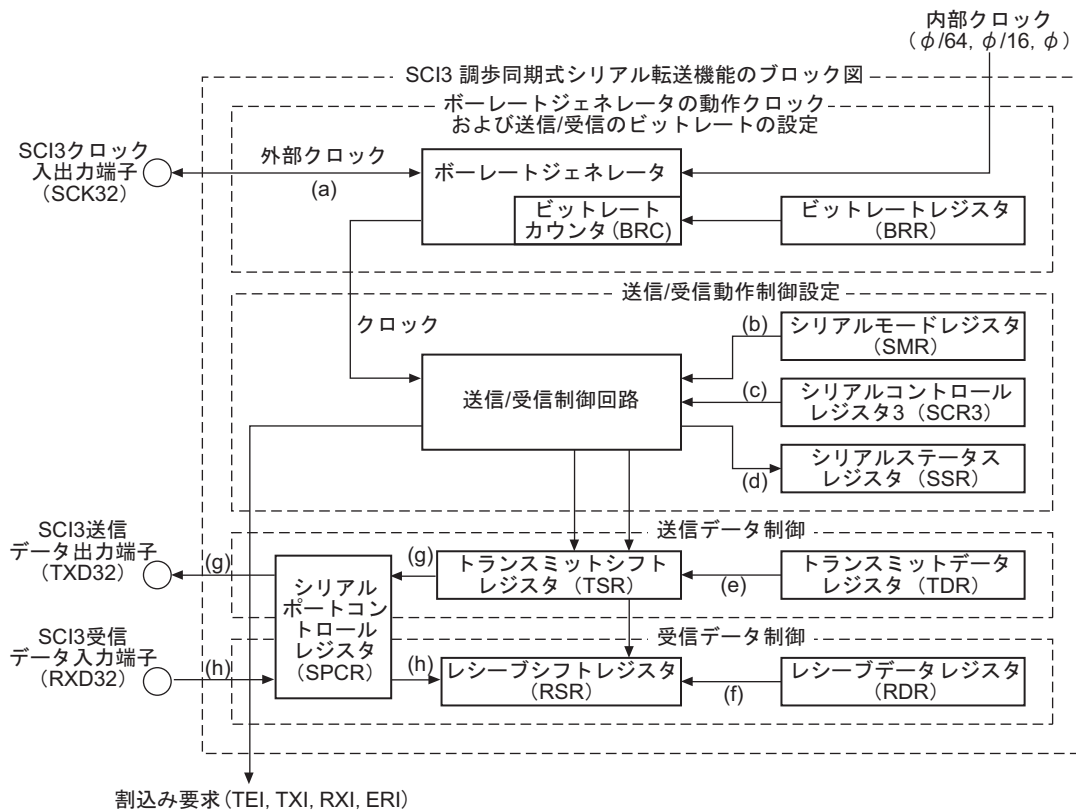 内部クロック
(φ/64, φ/16, φ)
SCI3 調歩同期式シリアル転送機能のブロック図
ボーレートジェネレータの動作クロック
および送信/受信のビットレートの設定
SCI3クロック
入出力端子
(SCK32)
外部クロック
(a)
ボーレートジェネレータ
ビットレート
カウンタ(BRC)
ビットレートレジスタ
(BRR)
送信/受信動作制御設定
クロック
(b)
シリアルモードレジスタ
(SMR)
送信/受信制御回路
(c)
シリアルコントロール
レジスタ3(SCR3)
(d)
シリアルステータス
レジスタ(SSR)
送信データ制御
SCI3送信
データ出力端子
(TXD32)
(g)
シリアル
ポートコン
トロール
レジスタ
(SPCR)
(g)
トランスミットシフト
レジスタ(TSR)
(e)
トランスミットデータ
レジスタ(TDR)
受信データ制御
SCI3受信
データ入力端子
(RXD32)
(h)
(h)
レシーブシフトレジスタ
(RSR)
(f)
レシーブデータレジスタ
(RDR)
割込み要求(TEI, TXI, RXI, ERI)